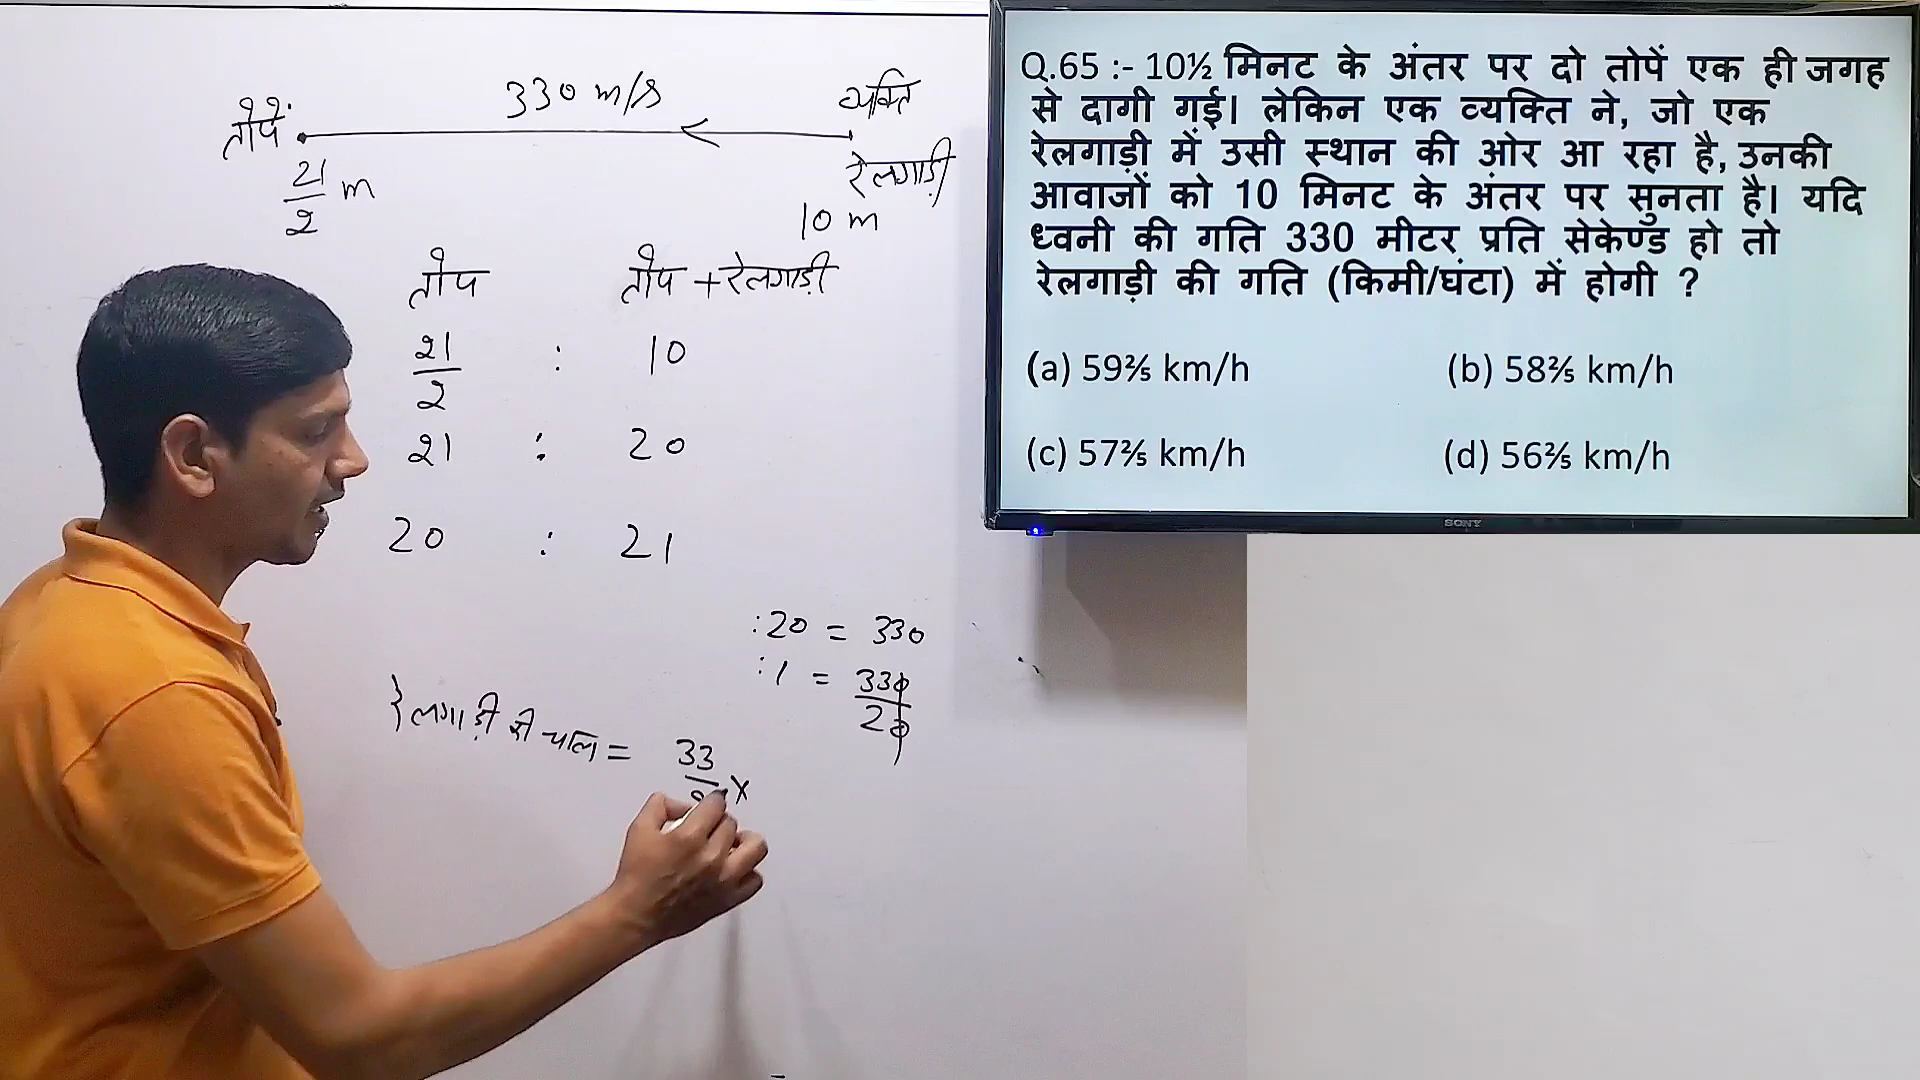 330 m/s
तोपें
व्यक्ति
रेलगाड़ी
21/2 m
10 m
तोप तोप + रेलगाड़ी
21/2 : 10
21 : 20
20 : 21
: 20 = 330
: 1 = 330/20
रेलगाड़ी की चाल = 33/ ×
Q.65 :- 10½ मिनट के अंतर पर दो तोपें एक ही जगह
से दागी गई। लेकिन एक व्यक्ति ने, जो एक
रेलगाड़ी में उसी स्थान की ओर आ रहा है, उनकी
आवाजों को 10 मिनट के अंतर पर सुनता है। यदि
ध्वनी की गति 330 मीटर प्रति सेकेण्ड हो तो
रेलगाड़ी की गति (किमी/घंटा) में होगी ?
(a) 59⅖ km/h (b) 58⅖ km/h
(c) 57⅖ km/h (d) 56⅖ km/h
SONY